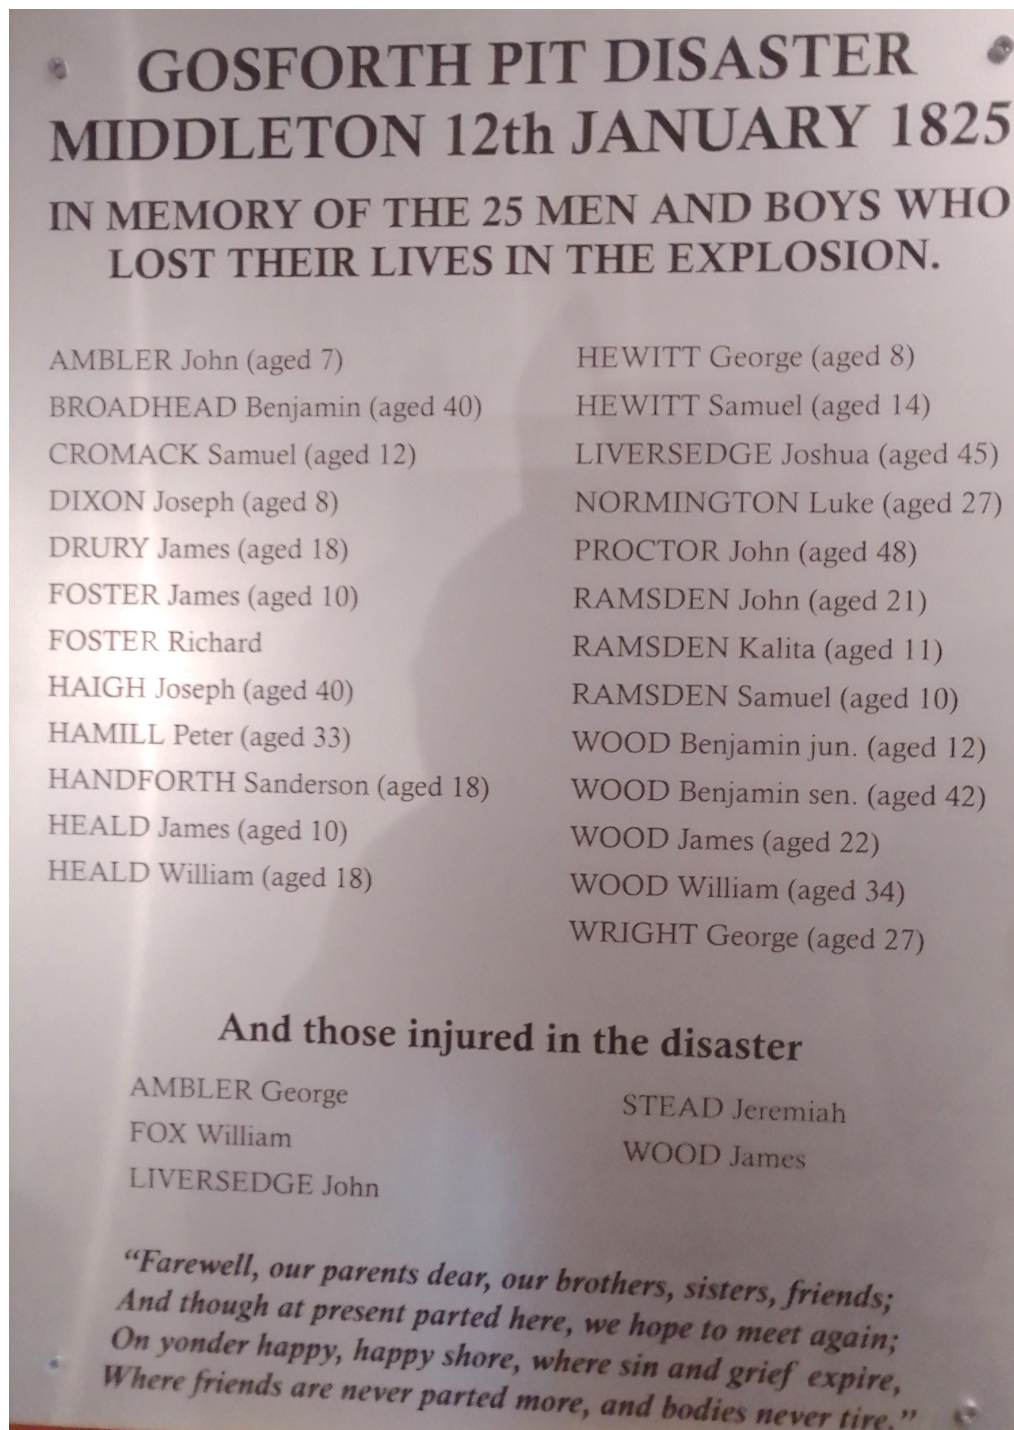 GOSFORTH PIT DISASTER
MIDDLETON 12th JANUARY 1825
IN MEMORY OF THE 25 MEN AND BOYS WHO
LOST THEIR LIVES IN THE EXPLOSION.
AMBLER John (aged 7)
BROADHEAD Benjamin (aged 40)
CROMACK Samuel (aged 12)
DIXON Joseph (aged 8)
DRURY James (aged 18)
FOSTER James (aged 10)
FOSTER Richard
HAIGH Joseph (aged 40)
HAMILL Peter (aged 33)
HANDFORTH Sanderson (aged 18)
HEALD James (aged 10)
HEALD William (aged 18)
HEWITT George (aged 8)
HEWITT Samuel (aged 14)
LIVERSEDGE Joshua (aged 45)
NORMINGTON Luke (aged 27)
PROCTOR John (aged 48)
RAMSDEN John (aged 21)
RAMSDEN Kalita (aged 11)
RAMSDEN Samuel (aged 10)
WOOD Benjamin jun. (aged 12)
WOOD Benjamin sen. (aged 42)
WOOD James (aged 22)
WOOD William (aged 34)
WRIGHT George (aged 27)
And those injured in the disaster
AMBLER George
FOX William
LIVERSEDGE John
STEAD Jeremiah
WOOD James
“Farewell, our parents dear, our brothers, sisters, friends;
And though at present parted here, we hope to meet again;
On yonder happy, happy shore, where sin and grief expire,
Where friends are never parted more, and bodies never tire.”